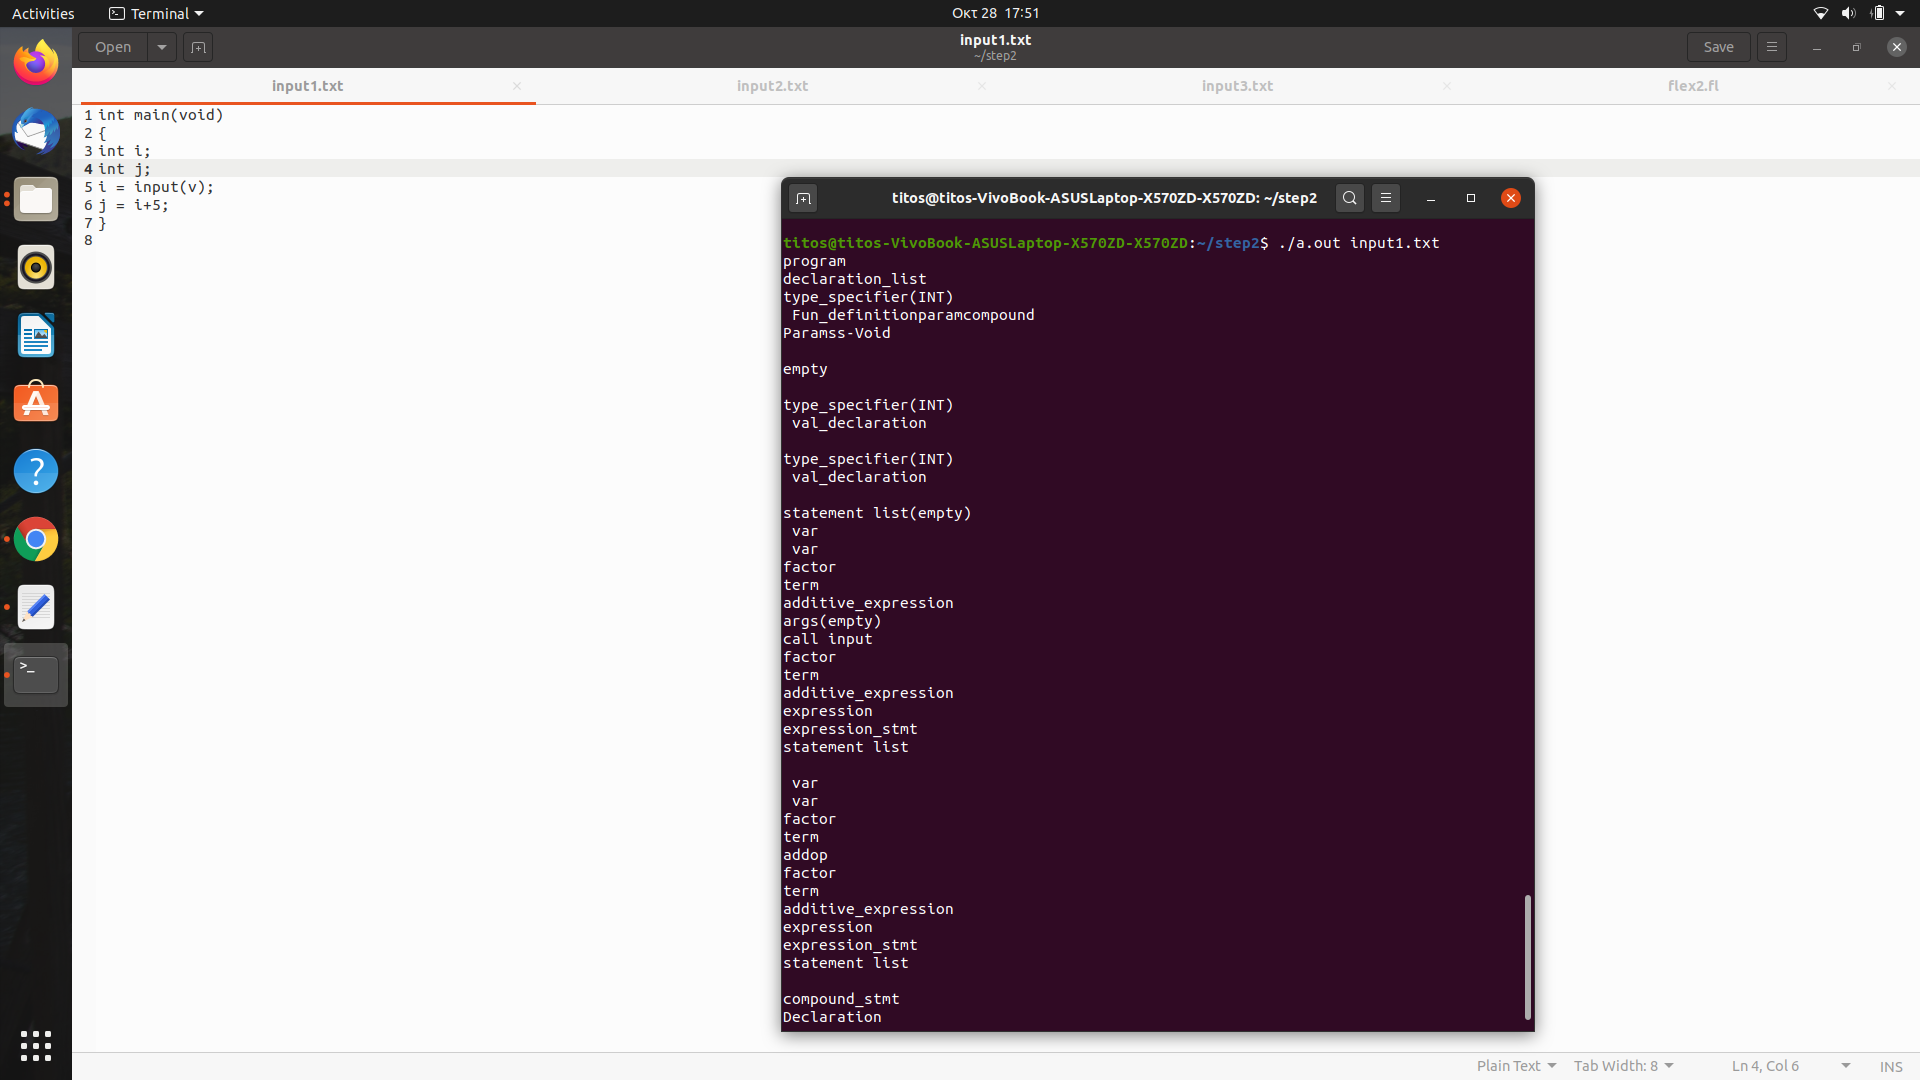 Activities
Terminal
Οκτ 28 17:51
Open
input1.txt
~/step2
Save
input1.txt
input2.txt
input3.txt
flex2.fl
1 int main(void)
2 {
3 int i;
4 int j;
5 i = input(v);
6 j = i+5;
7 }
8
titos@titos-VivoBook-ASUSLaptop-X570ZD-X570ZD: ~/step2
titos@titos-VivoBook-ASUSLaptop-X570ZD-X570ZD:~/step2$ ./a.out input1.txt
program
declaration_list
type_specifier(INT)
Fun_definitionparamcompound
Paramss-Void
empty
type_specifier(INT)
val_declaration
type_specifier(INT)
val_declaration
statement list(empty)
var
var
factor
term
additive_expression
args(empty)
call input
factor
term
additive_expression
expression
expression_stmt
statement list
var
var
factor
term
addop
factor
term
additive_expression
expression
expression_stmt
statement list
compound_stmt
Declaration
Plain Text
Tab Width: 8
Ln 4, Col 6
INS